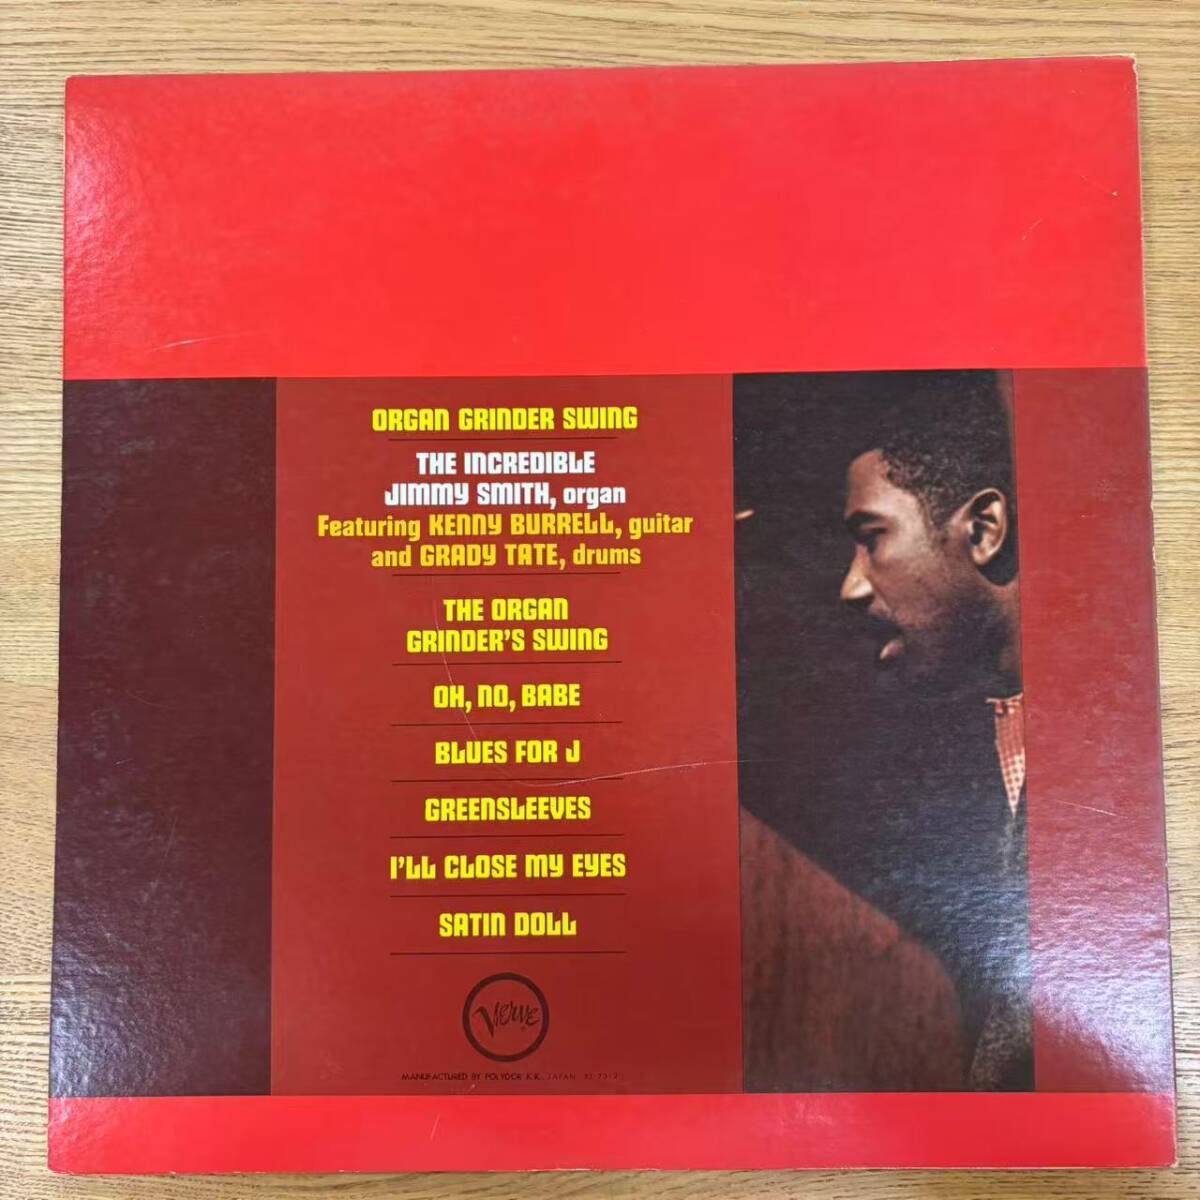 ORGAN GRINDER SWING
THE INCREDIBLE
JIMMY SMITH, organ
Featuring KENNY BURRELL, guitar
and GRADY TATE, drums
THE ORGAN
GRINDER'S SWING
OH, NO, BABE
BLUES FOR J
GREENSLEEVES
I'LL CLOSE MY EYES
SATIN DOLL
Verve
MANUFACTURED BY POLYDOR K.K., JAPAN